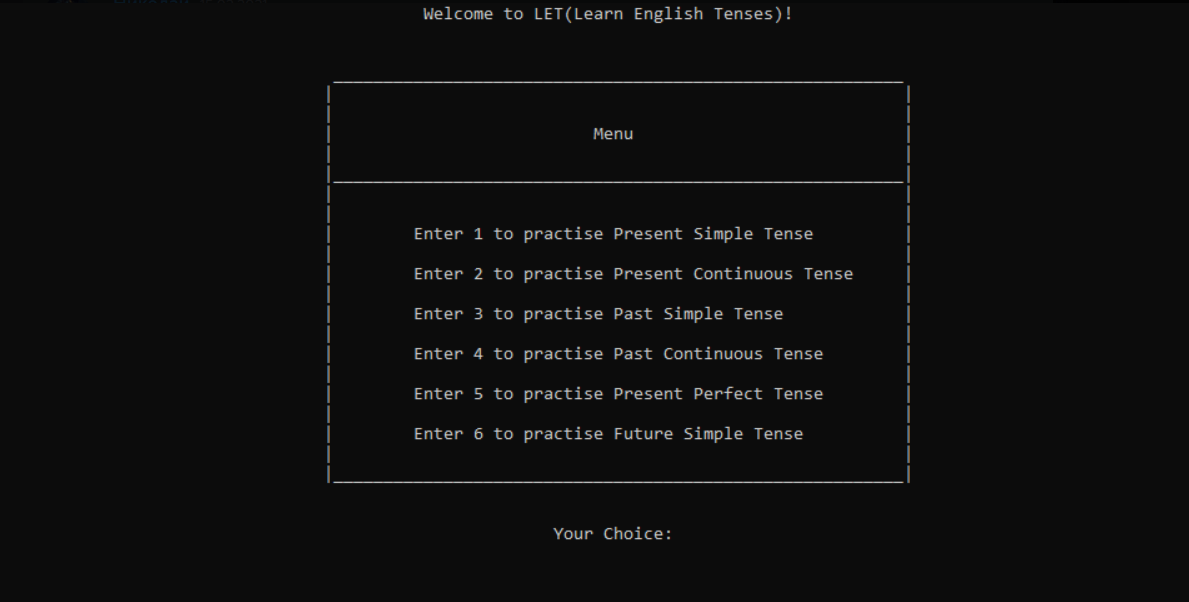 Welcome to LET(Learn English Tenses)!
Menu
Enter 1 to practise Present Simple Tense
Enter 2 to practise Present Continuous Tense
Enter 3 to practise Past Simple Tense
Enter 4 to practise Past Continuous Tense
Enter 5 to practise Present Perfect Tense
Enter 6 to practise Future Simple Tense
Your Choice: